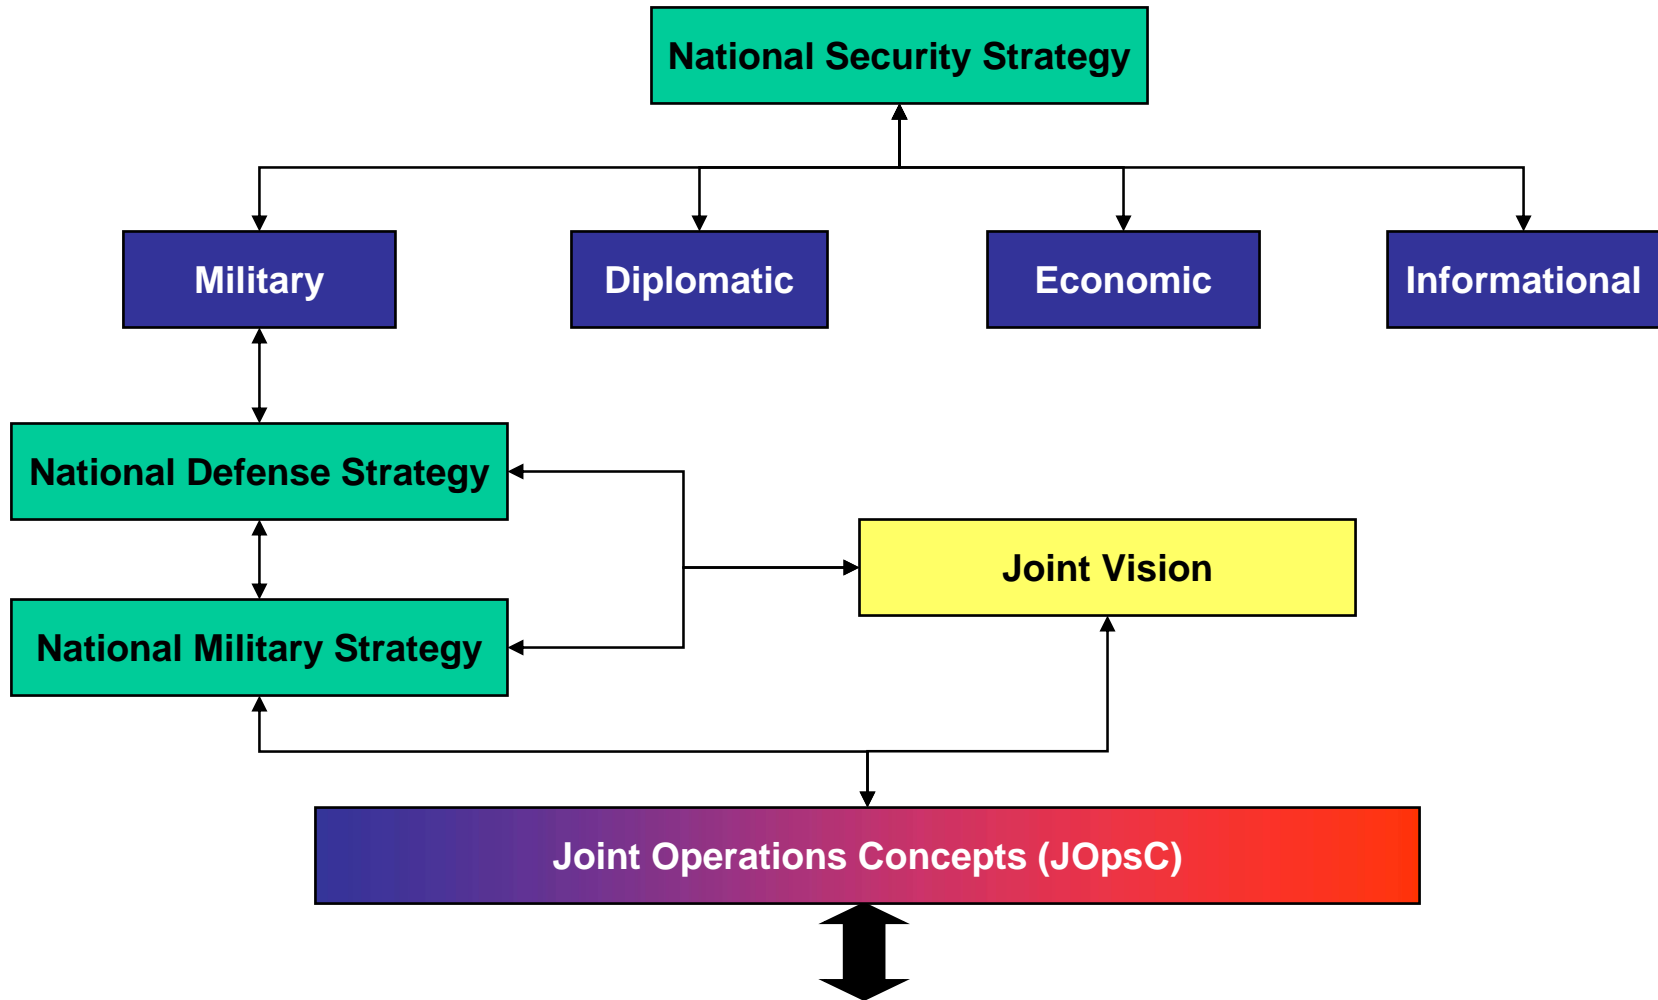 National Security Strategy
Military
Diplomatic
Economic
Informational
National Defense Strategy
Joint Vision
National Military Strategy
Joint Operations Concepts (JOpsC)